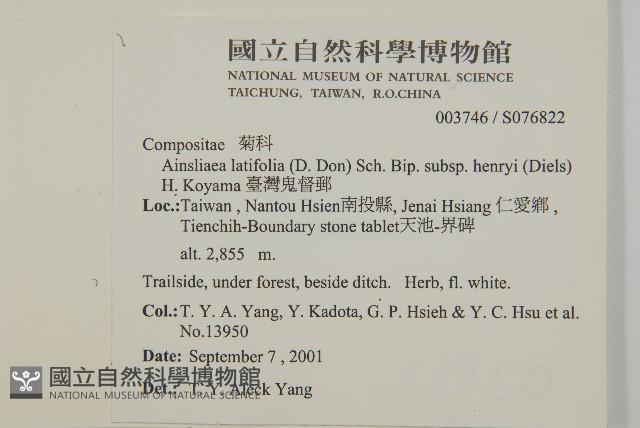 國立自然科學博物館
NATIONAL MUSEUM OF NATURAL SCIENCE
TAICHUNG, TAIWAN, R.O.CHINA
003746 / S076822
Compositae 菊科
Ainsliaea latifolia (D. Don) Sch. Bip. subsp. henryi (Diels)
H. Koyama 臺灣鬼督郵
Loc.:Taiwan , Nantou Hsien南投縣, Jenai Hsiang 仁愛鄉 ,
Tienchih-Boundary stone tablet天池-界碑
alt. 2,855 m.
Trailside, under forest, beside ditch. Herb, fl. white.
Col.:T. Y. A. Yang, Y. Kadota, G. P. Hsieh & Y. C. Hsu et al.
No.13950
Date: September 7 , 2001
Det.: T. Y. Aleck Yang
國立自然科學博物館
NATIONAL MUSEUM OF NATURAL SCIENCE